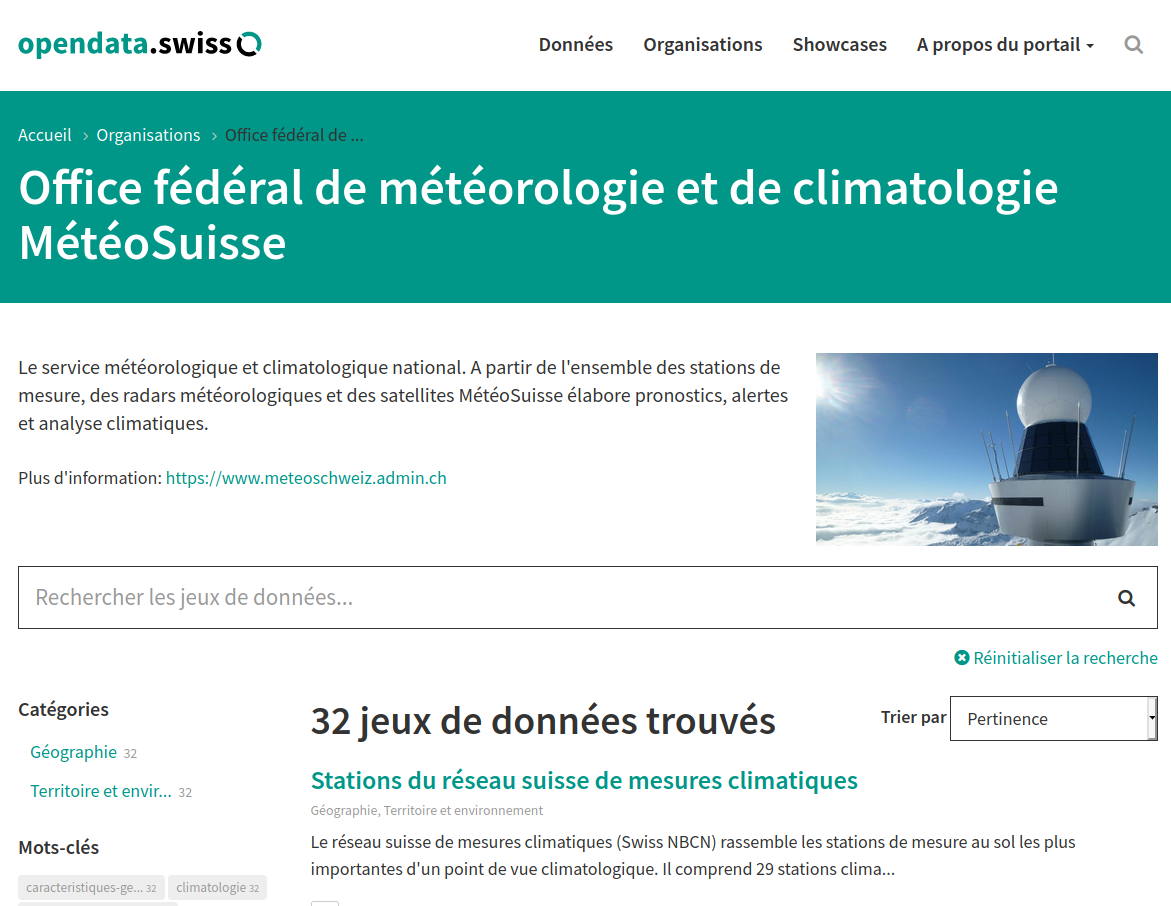 opendata.swiss
Données Organisations Showcases A propos du portail
Accueil > Organisations > Office fédéral de ...
Office fédéral de météorologie et de climatologie
MétéoSuisse
Le service météorologique et climatologique national. A partir de l'ensemble des stations de
mesure, des radars météorologiques et des satellites MétéoSuisse élabore pronostics, alertes
et analyse climatiques.
Plus d'information: https://www.meteoschweiz.admin.ch
Rechercher les jeux de données...
Réinitialiser la recherche
Catégories
Géographie 32
Territoire et envir... 32
Mots-clés
caracteristiques-ge... 32 climatologie 32
32 jeux de données trouvés
Trier par Pertinence
Stations du réseau suisse de mesures climatiques
Géographie, Territoire et environnement
Le réseau suisse de mesures climatiques (Swiss NBCN) rassemble les stations de mesure au sol les plus
importantes d'un point de vue climatologique. Il comprend 29 stations clima...